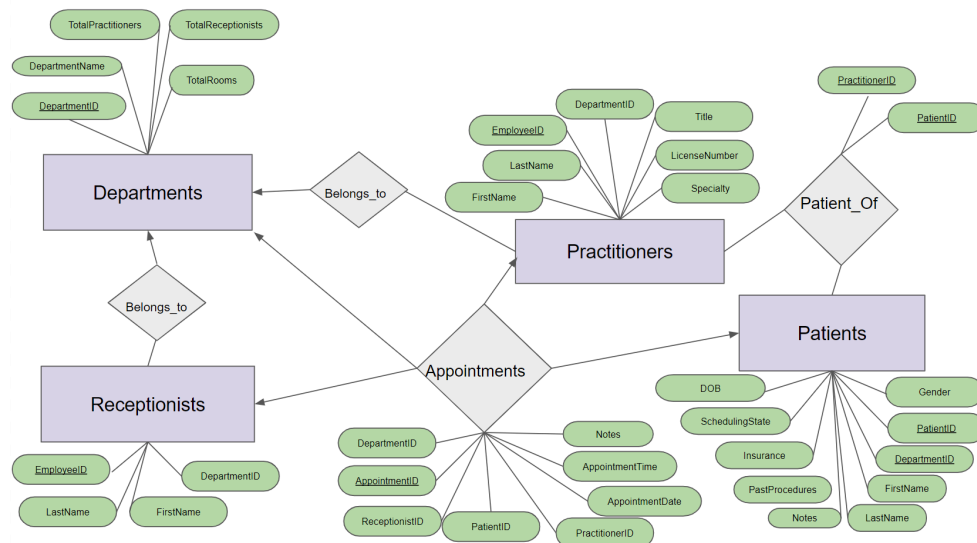 TotalPractitioners
TotalReceptionists
DepartmentName
TotalRooms
DepartmentID
Departments
Belongs_to
Belongs_to
Receptionists
EmployeeID
DepartmentID
LastName
FirstName
DepartmentID
EmployeeID
Title
LastName
LicenseNumber
FirstName
Specialty
Practitioners
PractitionerID
PatientID
Patient_Of
Appointments
DepartmentID
Notes
AppointmentID
AppointmentTime
AppointmentDate
ReceptionistID
PatientID
PractitionerID
Patients
DOB
Gender
SchedulingState
PatientID
Insurance
DepartmentID
PastProcedures
FirstName
Notes
LastName